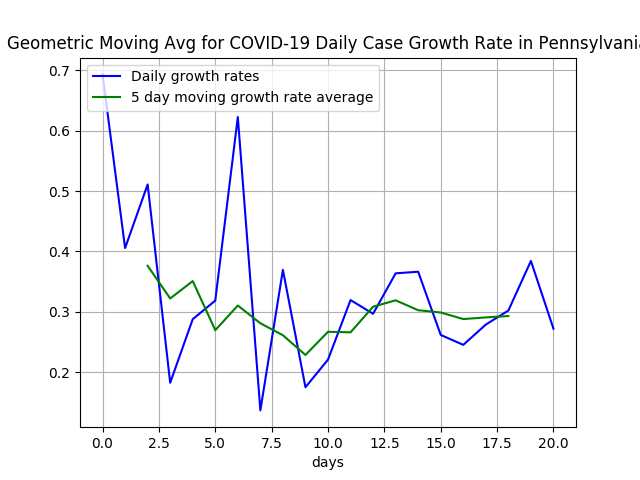 Geometric Moving Avg for COVID-19 Daily Case Growth Rate in Pennsylvani
Daily growth rates
5 day moving growth rate average
0.7
0.6
0.5
0.4
0.3
0.2
0.0 2.5 5.0 7.5 10.0 12.5 15.0 17.5 20.0
days